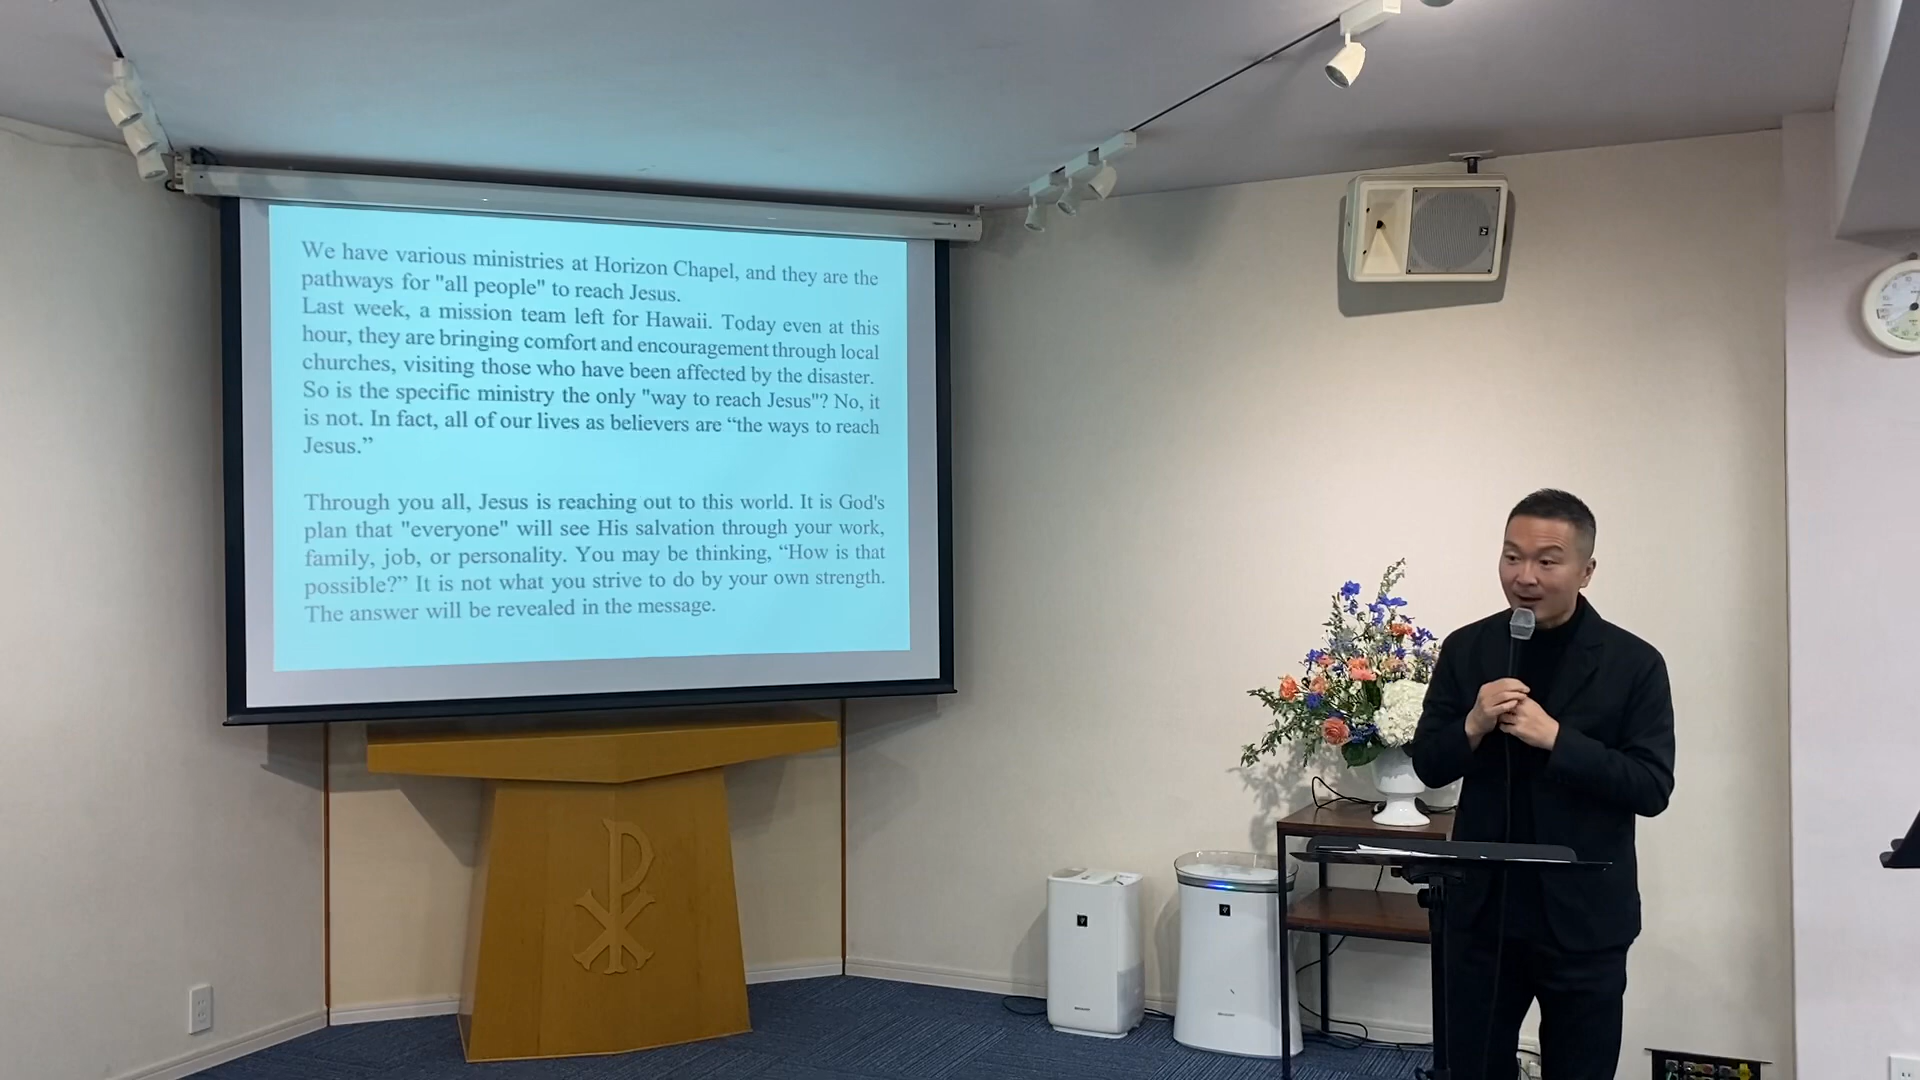 We have various ministries at Horizon Chapel, and they are the
pathways for "all people" to reach Jesus.
Last week, a mission team left for Hawaii. Today even at this
hour, they are bringing comfort and encouragement through local
churches, visiting those who have been affected by the disaster.
So is the specific ministry the only "way to reach Jesus"? No, it
is not. In fact, all of our lives as believers are “the ways to reach
Jesus.”
Through you all, Jesus is reaching out to this world. It is God's
plan that "everyone" will see His salvation through your work,
family, job, or personality. You may be thinking, “How is that
possible?” It is not what you strive to do by your own strength.
The answer will be revealed in the message.